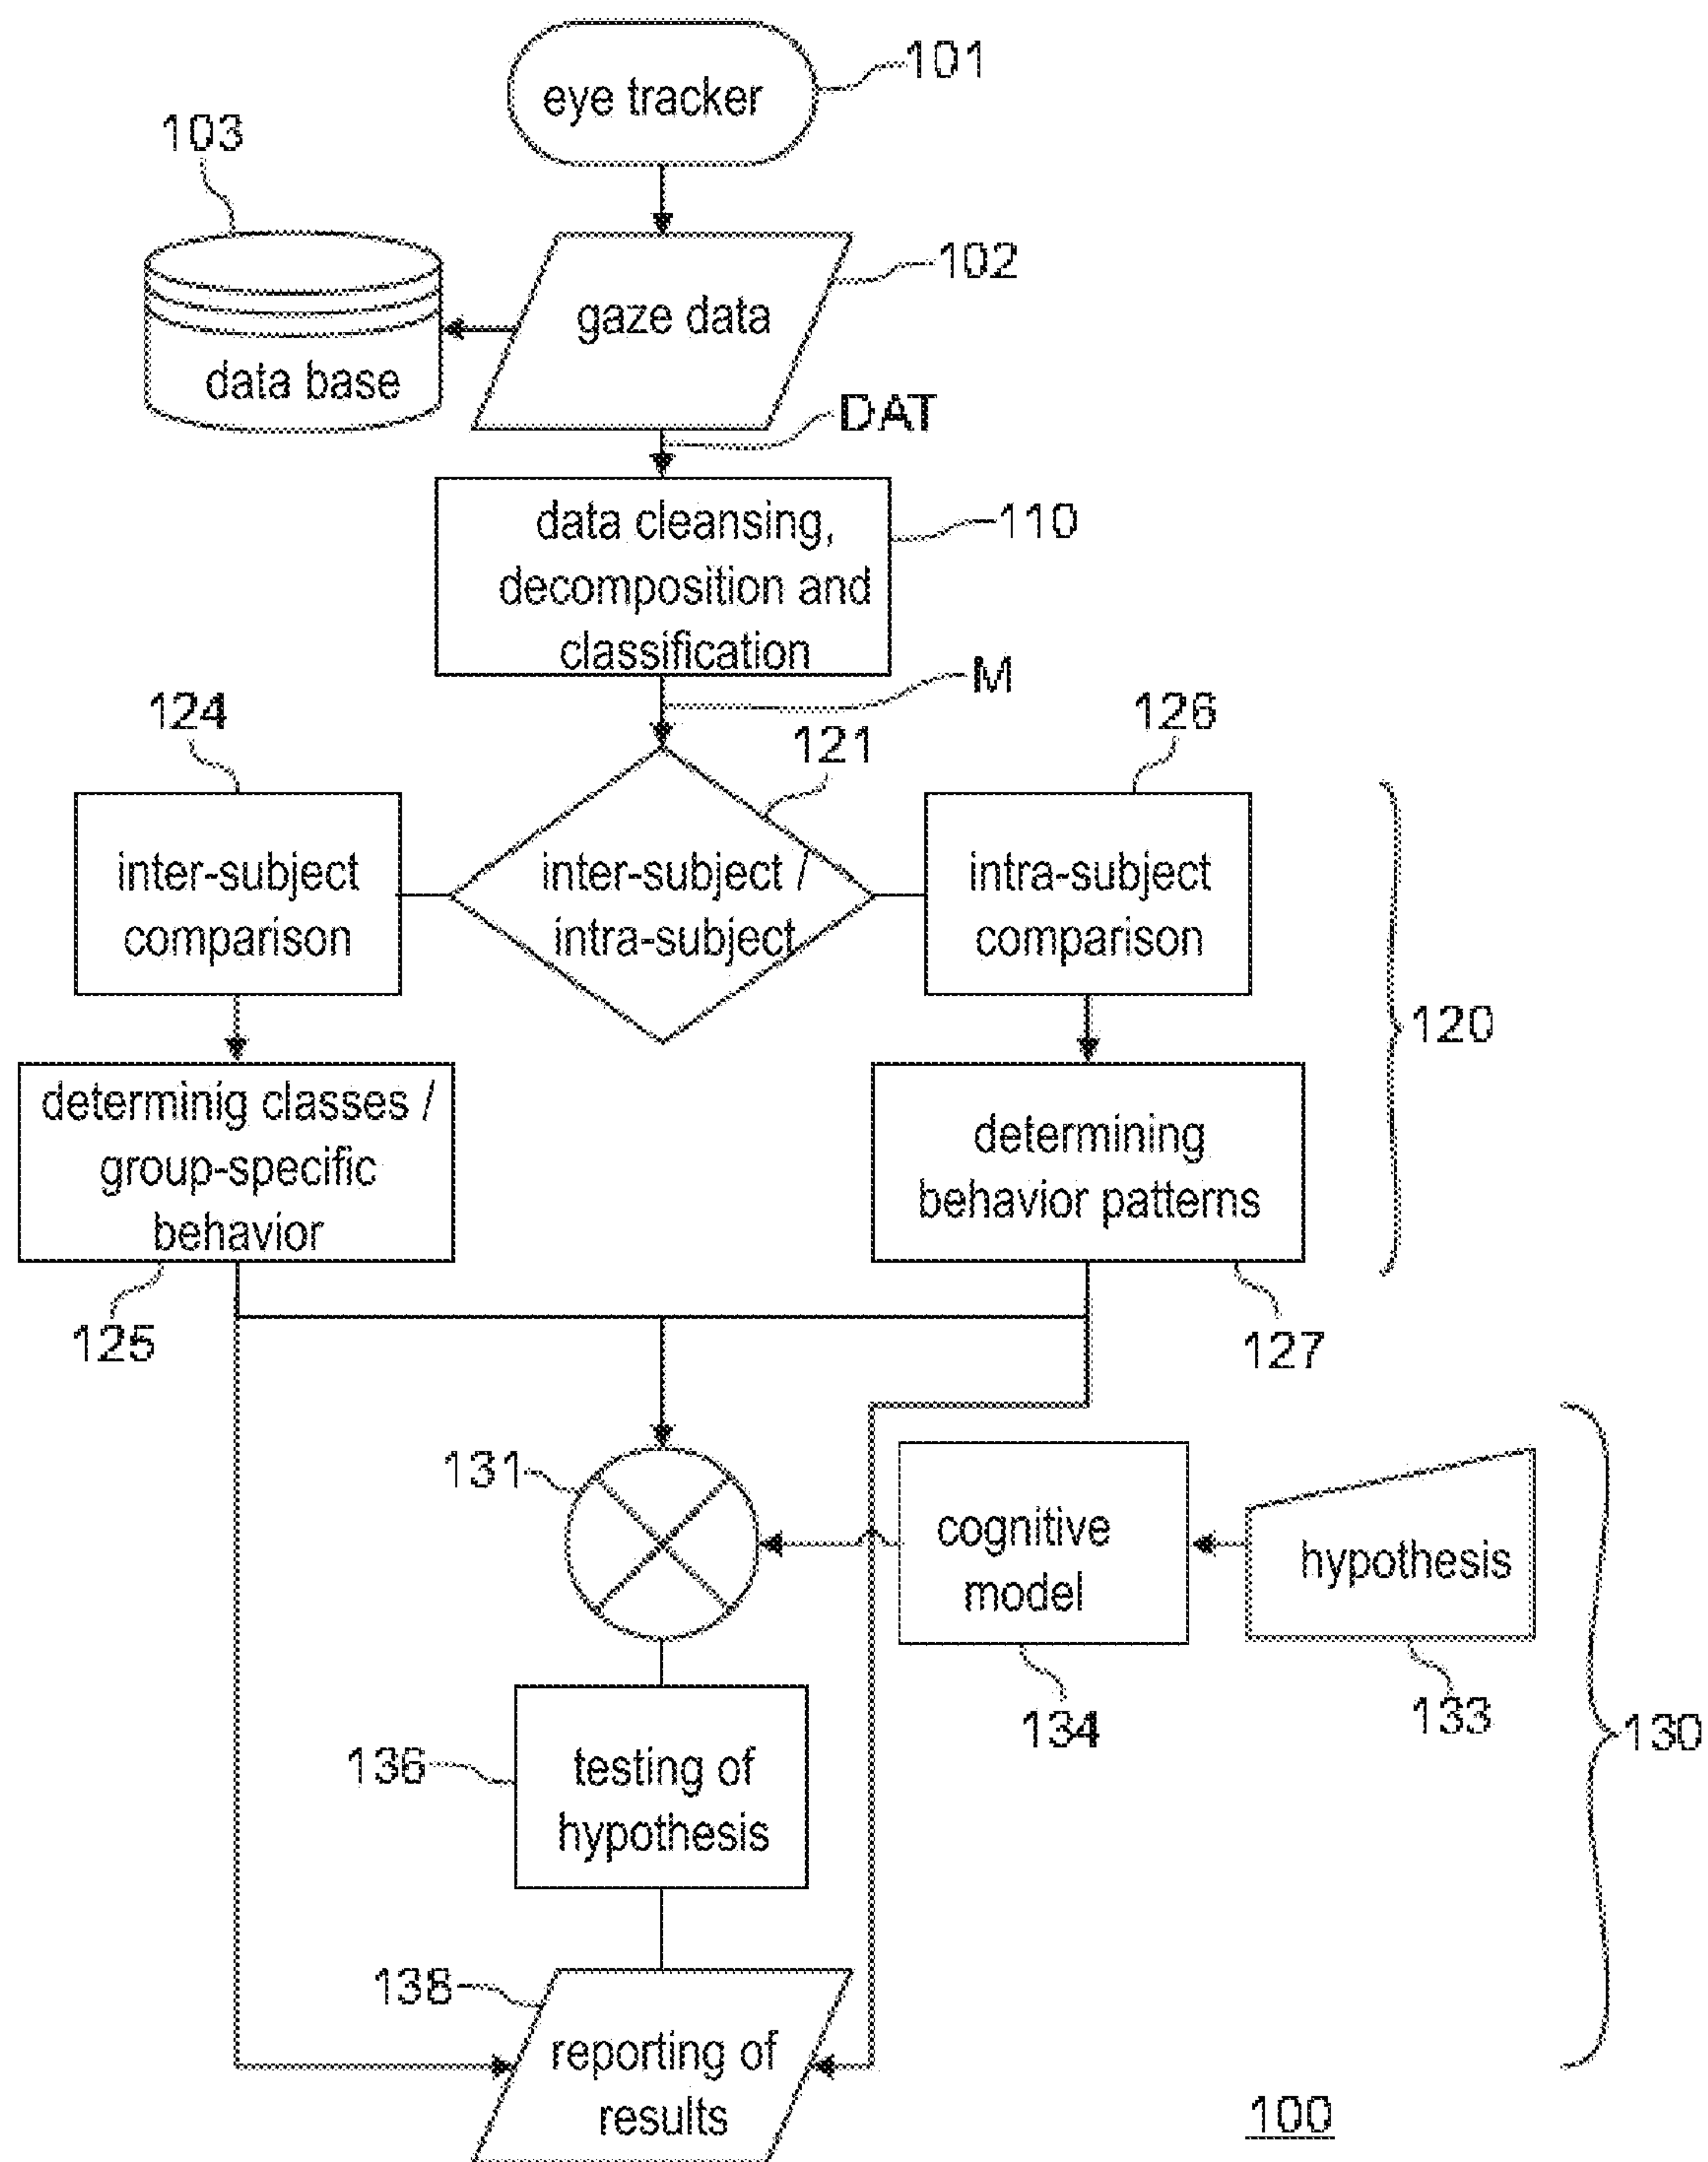 101
eye tracker
103
102
gaze data
data base
DAT
data cleansing,
decomposition and
classification
110
M
124
121
126
inter-subject
comparison
inter-subject /
intra-subject
intra-subject
comparison
120
determinig classes /
group-specific
behavior
determining
behavior patterns
125
127
131
cognitive
model
hypothesis
134
133
130
136
testing of
hypothesis
138
reporting of
results
100